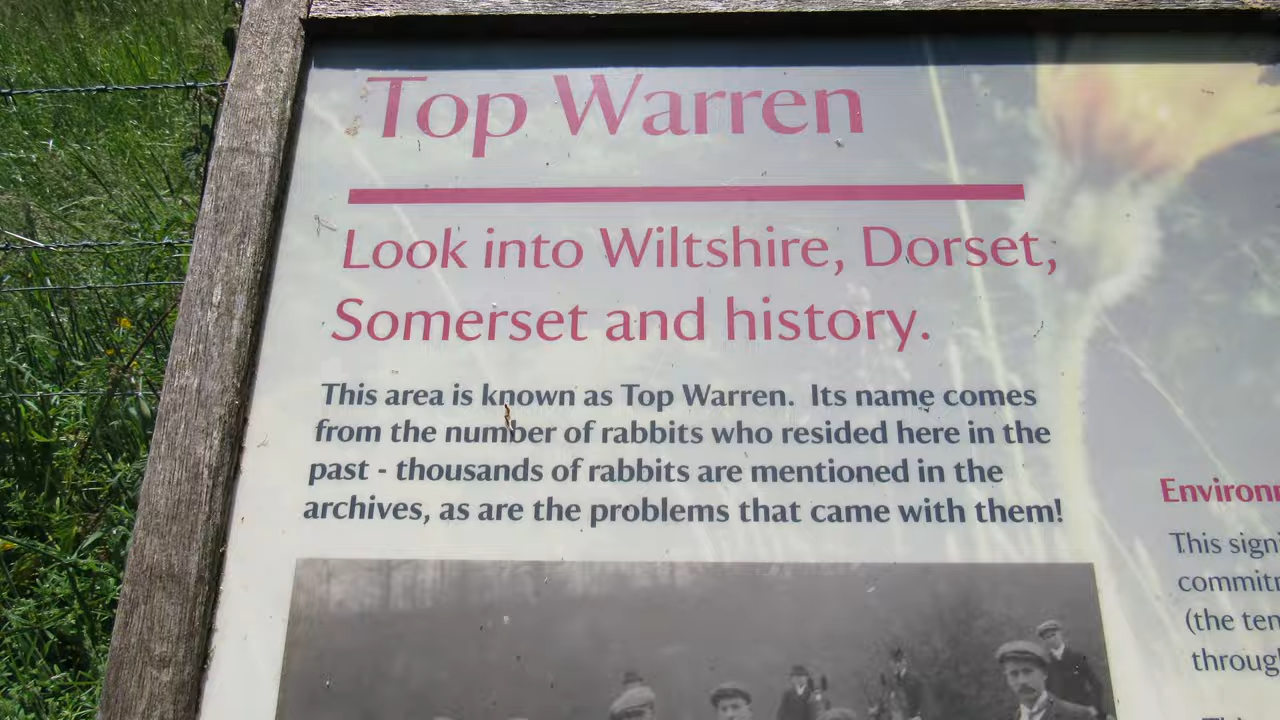 Top Warren
Look into Wiltshire, Dorset,
Somerset and history.
This area is known as Top Warren. Its name comes
from the number of rabbits who resided here in the
past - thousands of rabbits are mentioned in the
archives, as are the problems that came with them!
This
(the